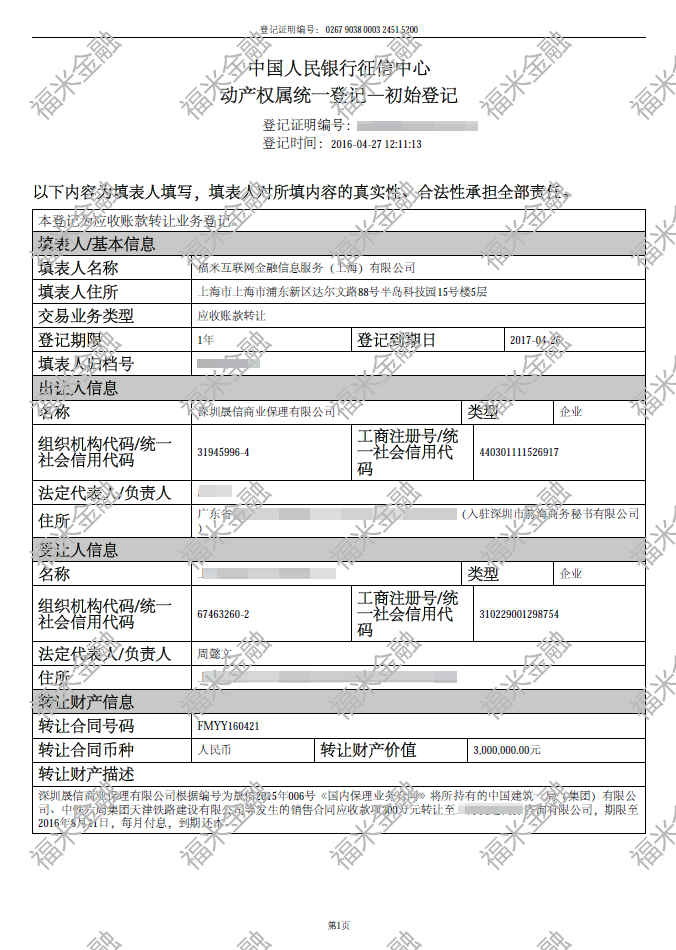 登记证明编号： 0267 9038 0003 2451 5200
中国人民银行征信中心
动产权属统一登记—初始登记
登记证明编号：
登记时间：2016-04-27 12:11:13
以下内容为填表人填写，填表人对所填内容的真实性、合法性承担全部责任。
本登记为应收账款转让业务登记。
填表人/基本信息
填表人名称 福米互联网金融信息服务（上海）有限公司
填表人住所 上海市上海市浦东新区达尔文路88号半岛科技园15号楼5层
交易业务类型 应收账款转让
登记期限 1年 登记到期日 2017-04-26
填表人归档号
出让人信息
名称 深圳晟信商业保理有限公司 类型 企业
组织机构代码/统一 31945996-4 工商注册号/统 440301111526917
社会信用代码 一社会信用代
码
法定代表人/负责人
住所 广东省 (入驻深圳市前海商务秘书有限公司
)
受让人信息
名称 类型 企业
组织机构代码/统一 67463260-2 工商注册号/统 310229001298754
社会信用代码 一社会信用代
码
法定代表人/负责人 周懿文
住所
转让财产信息
转让合同号码 FMYY160421
转让合同币种 人民币 转让财产价值 3,000,000.00元
转让财产描述
深圳晟信商业保理有限公司根据编号为晟信2015年006号《国内保理业务合同》将所持有的中国建筑一局（集团）有限公
司、中铁六局集团天津铁路建设有限公司等发生的销售合同应收款项300万元转让至 咨询有限公司，期限至
2016年8月21日，每月付息，到期还本
第1页
福米金融